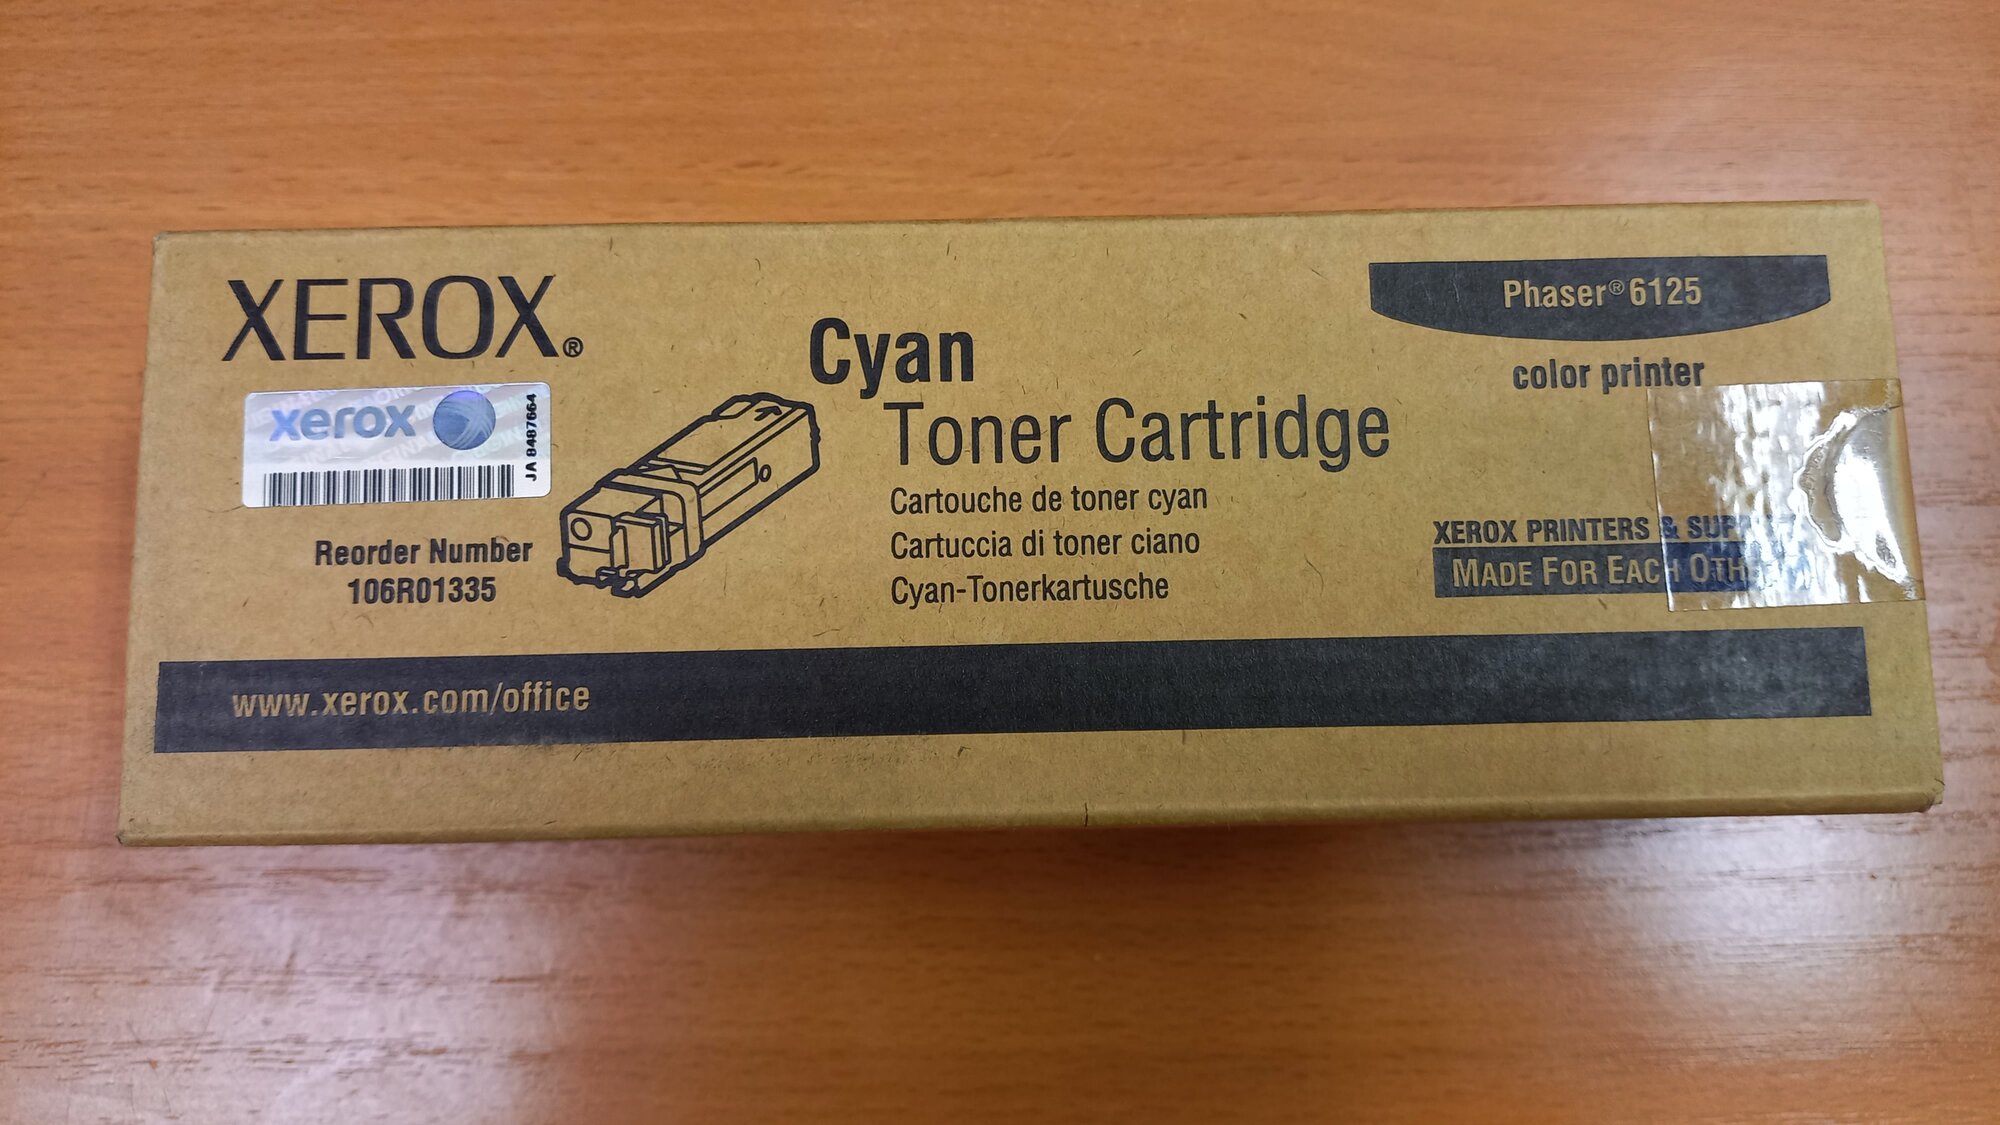 XEROX®
xerox
JA 8487664
Reorder Number
106R01335
Cyan
Toner Cartridge
Cartouche de toner cyan
Cartuccia di toner ciano
Cyan-Tonerkartusche
Phaser® 6125
color printer
XEROX PRINTERS &
MADE FOR EACH
www.xerox.com/office